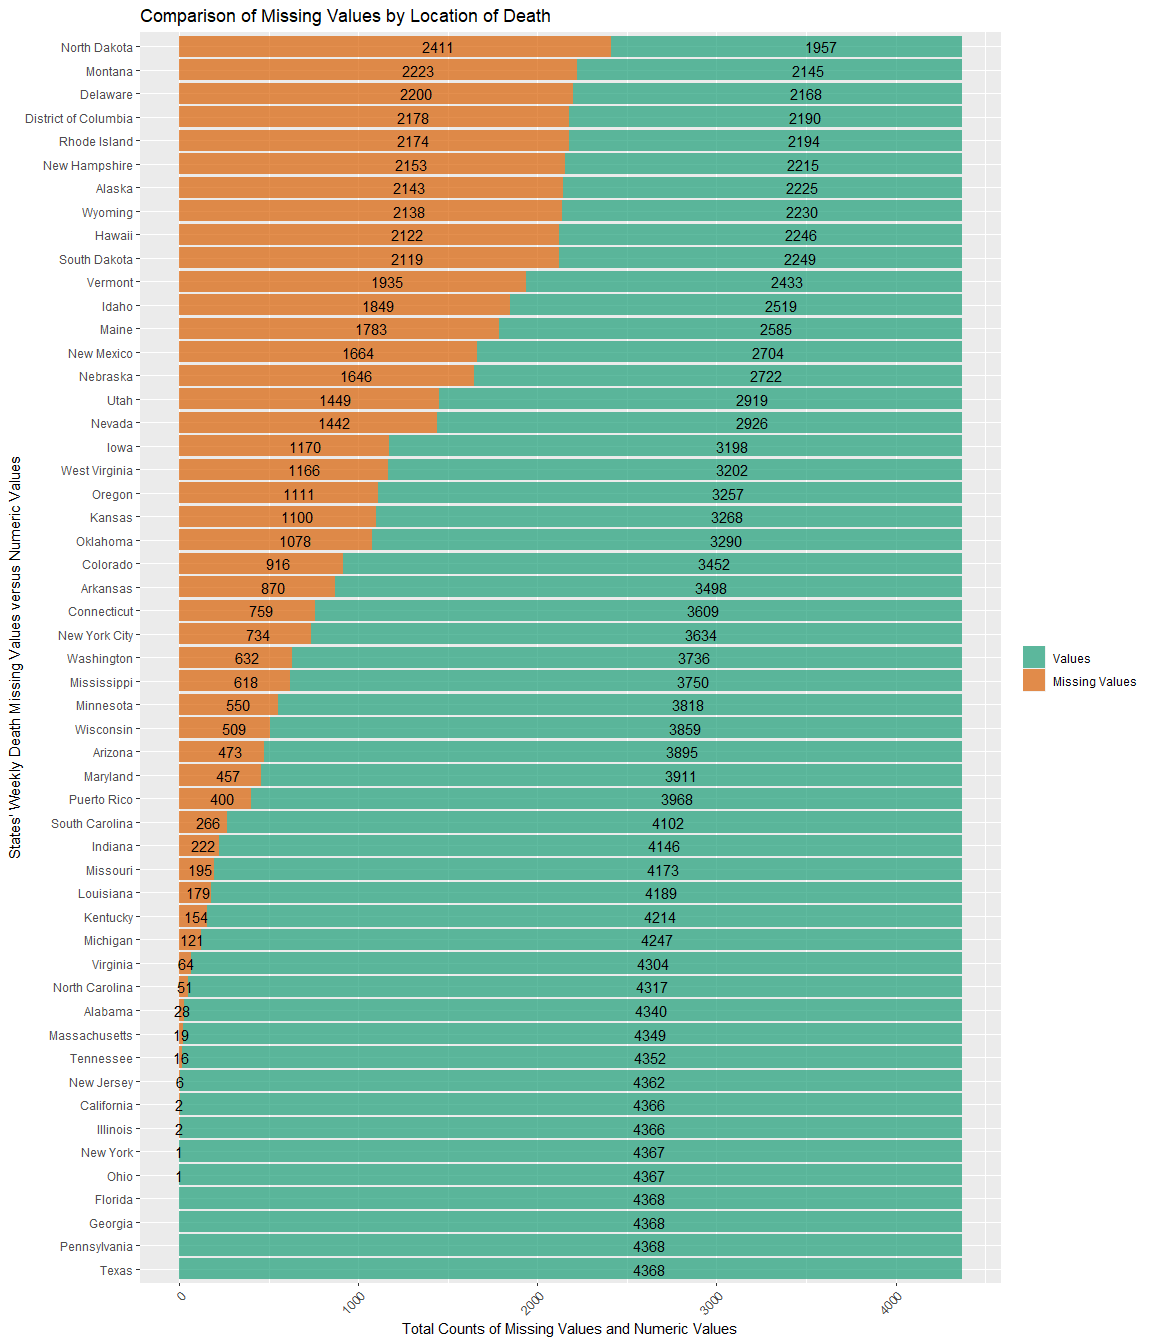 Comparison of Missing Values by Location of Death
North Dakota 2411 1957
Montana 2223 2145
Delaware 2200 2168
District of Columbia 2178 2190
Rhode Island 2174 2194
New Hampshire 2153 2215
Alaska 2143 2225
Wyoming 2138 2230
Hawaii 2122 2246
South Dakota 2119 2249
Vermont 1935 2433
Idaho 1849 2519
Maine 1783 2585
New Mexico 1664 2704
Nebraska 1646 2722
Utah 1449 2919
Nevada 1442 2926
Iowa 1170 3198
West Virginia 1166 3202
Oregon 1111 3257
Kansas 1100 3268
Oklahoma 1078 3290
Colorado 916 3452
Arkansas 870 3498
Connecticut 759 3609
New York City 734 3634
Washington 632 3736
Mississippi 618 3750
Minnesota 550 3818
Wisconsin 509 3859
Arizona 473 3895
Maryland 457 3911
Puerto Rico 400 3968
South Carolina 266 4102
Indiana 222 4146
Missouri 195 4173
Louisiana 179 4189
Kentucky 154 4214
Michigan 121 4247
Virginia 64 4304
North Carolina 51 4317
Alabama 28 4340
Massachusetts 19 4349
Tennessee 16 4352
New Jersey 6 4362
California 2 4366
Illinois 2 4366
New York 1 4367
Ohio 1 4367
Florida 4368
Georgia 4368
Pennsylvania 4368
Texas 4368
0 1000 2000 3000 4000
Total Counts of Missing Values and Numeric Values
States' Weekly Death Missing Values versus Numeric Values
Values
Missing Values